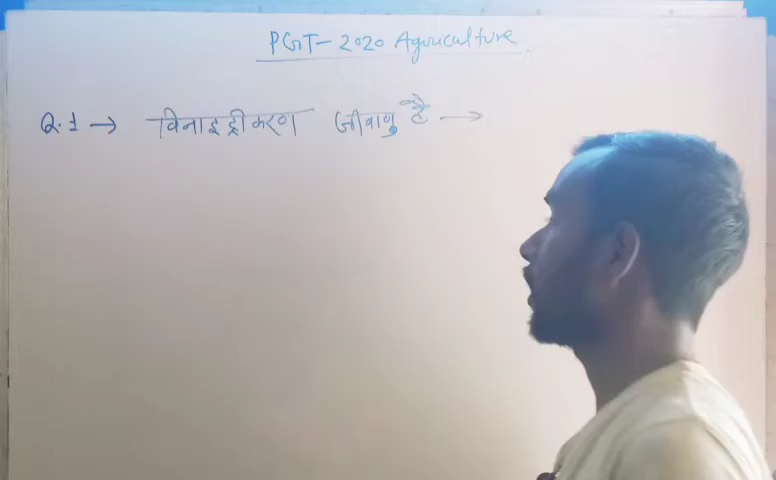 PGT-2020 Agriculture
Q.1 → विनाइट्रीकरण जीवाणु है →